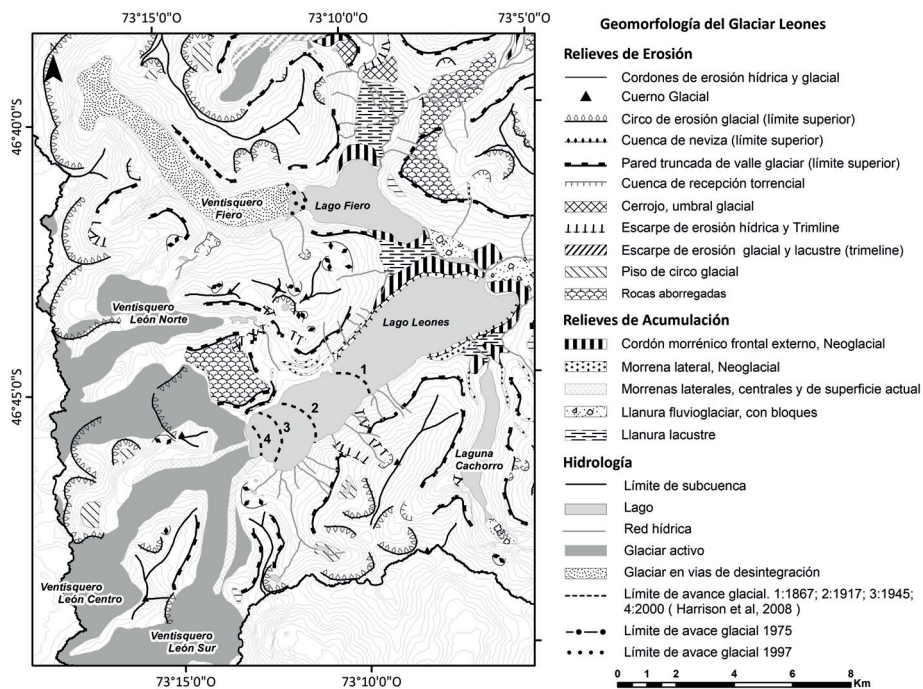 73°15'0"O
73°10'0"O
73°5'0"O
46°40'0"S
46°45'0"S
Ventisquero
Fiero
Lago Fiero
Ventisquero
León Norte
Lago Leones
1
2
3
4
Laguna
Cachorro
Ventisquero
León Centro
Ventisquero
León Sur
73°15'0"O
73°10'0"O
Geomorfología del Glaciar Leones
Relieves de Erosión
Cordones de erosión hídrica y glacial
Cuerno Glacial
Circo de erosión glacial (límite superior)
Cuenca de neviza (límite superior)
Pared truncada de valle glaciar (límite superior)
Cuenca de recepción torrencial
Cerrojo, umbral glacial
Escarpe de erosión hídrica y Trimline
Escarpe de erosión glacial y lacustre (trimeline)
Piso de circo glacial
Rocas aborregadas
Relieves de Acumulación
Cordón morrénico frontal externo, Neoglacial
Morrena lateral, Neoglacial
Morrenas laterales, centrales y de superficie actual
Llanura fluvioglaciar, con bloques
Llanura lacustre
Hidrología
Límite de subcuenca
Lago
Red hídrica
Glaciar activo
Glaciar en vias de desintegración
Límite de avance glacial. 1:1867; 2:1917; 3:1945;
4:2000 ( Harrison et al, 2008 )
Límite de avace glacial 1975
Límite de avace glacial 1997
0 1 2 4 6 8
Km